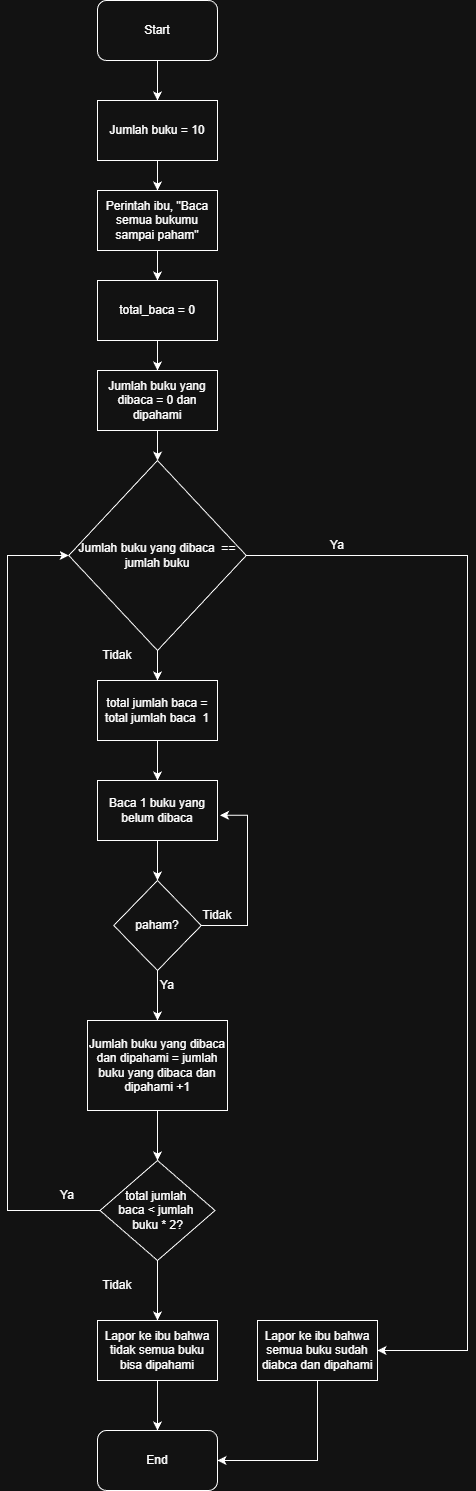 Start
Jumlah buku = 10
Perintah ibu, "Baca
semua bukumu
sampai paham"
total_baca = 0
Jumlah buku yang
dibaca = 0 dan
dipahami
Jumlah buku yang dibaca  ==
jumlah buku
Ya
Tidak
total jumlah baca =
total jumlah baca  1
Baca 1 buku yang
belum dibaca
paham?
Tidak
Ya
Jumlah buku yang dibaca
dan dipahami = jumlah
buku yang dibaca dan
dipahami +1
total jumlah
baca < jumlah
buku * 2?
Ya
Tidak
Lapor ke ibu bahwa
tidak semua buku
bisa dipahami
Lapor ke ibu bahwa
semua buku sudah
diabca dan dipahami
End